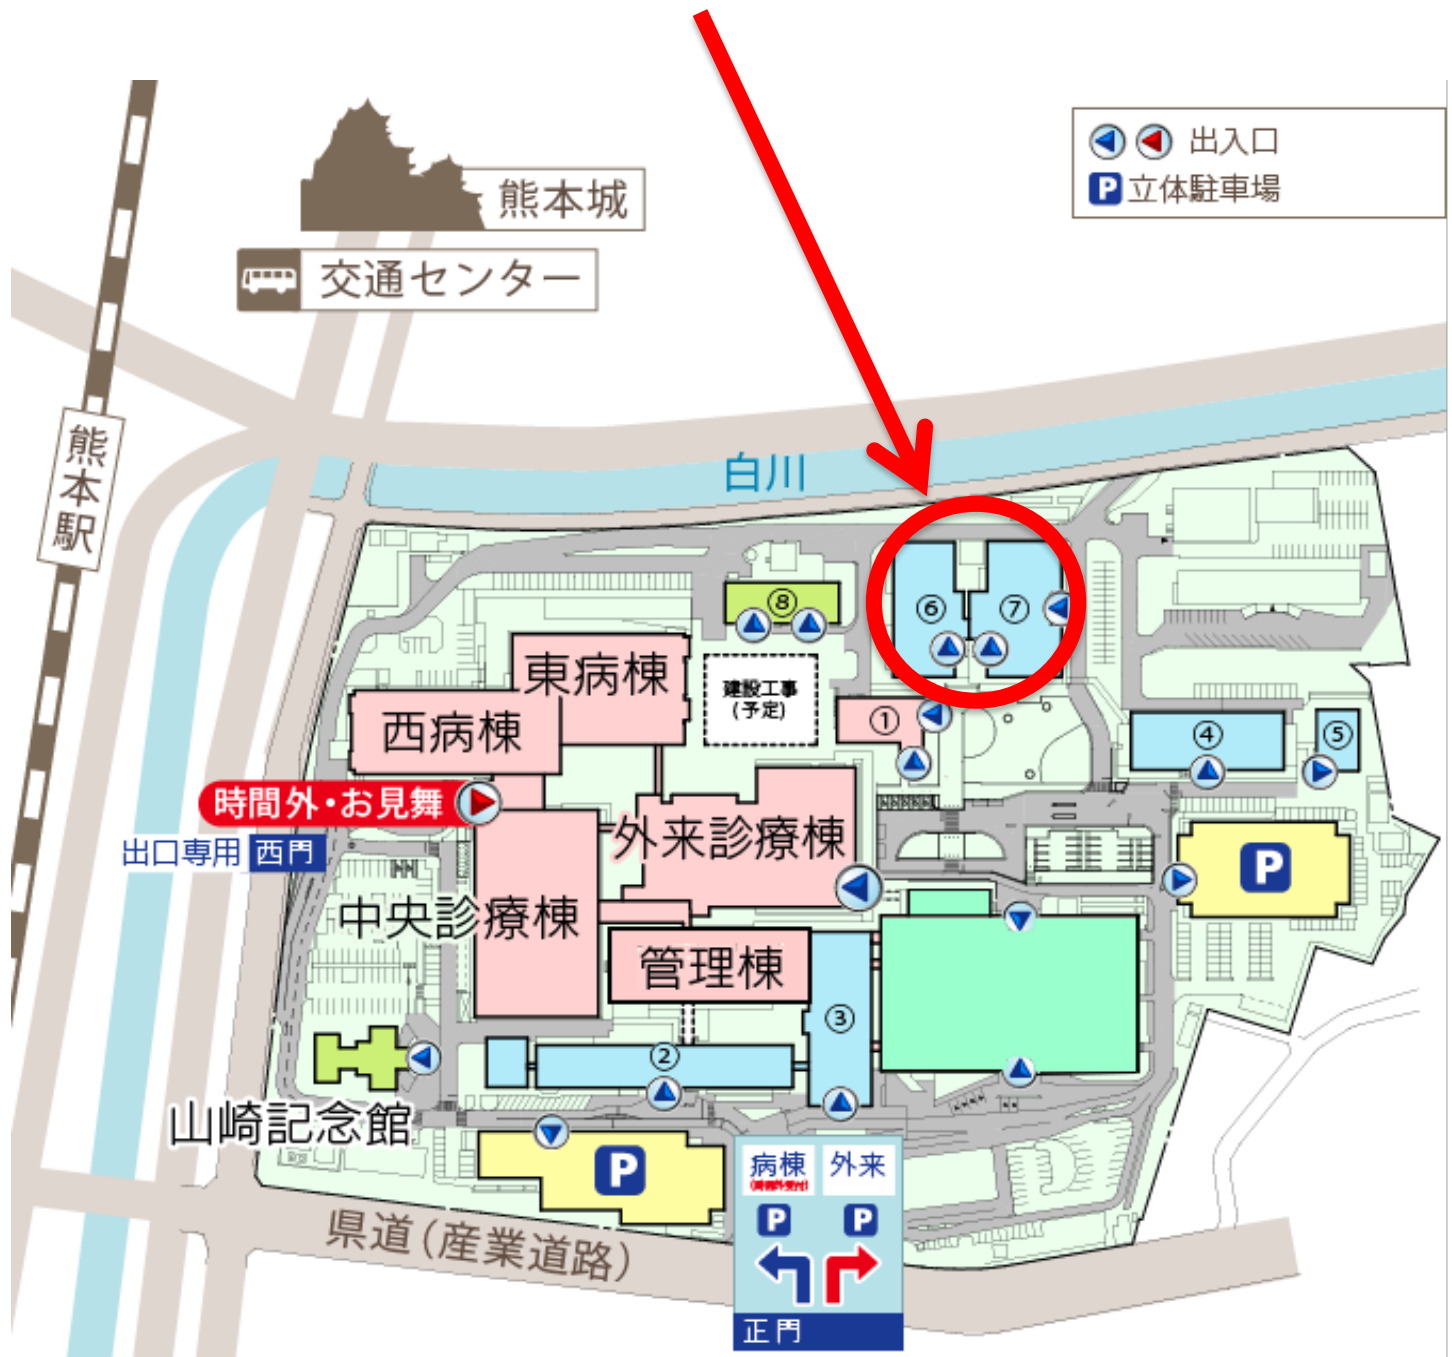 出入口
P 立体駐車場
熊本城
交通センター
熊本駅
白川
⑥
⑦
⑧
東病棟
建設工事
(予定)
西病棟
①
④
⑤
時間外・お見舞
外来診療棟
出口専用 西門
P
中央診療棟
管理棟
③
②
山崎記念館
P
病棟
外来
P
P
県道(産業道路)
正門